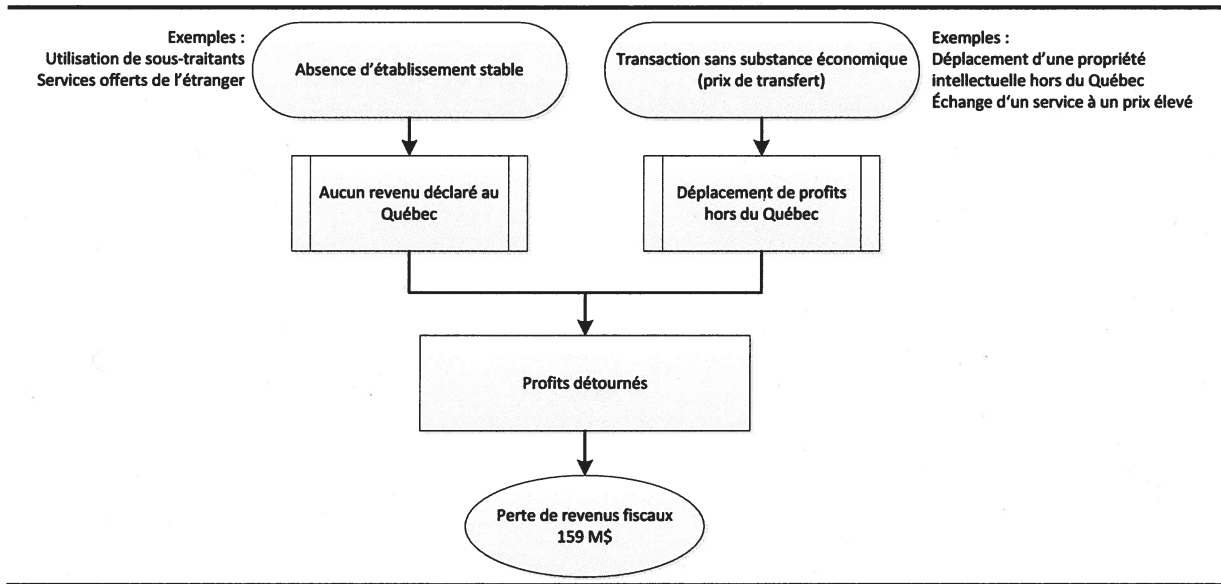 Exemples :
Utilisation de sous-traitants
Services offerts de l'étranger
Absence d'établissement stable
Transaction sans substance économique
(prix de transfert)
Exemples :
Déplacement d'une propriété
intellectuelle hors du Québec
Échange d'un service à un prix élevé
Aucun revenu déclaré au
Québec
Déplacement de profits
hors du Québec
Profits détournés
Perte de revenus fiscaux
159 M$